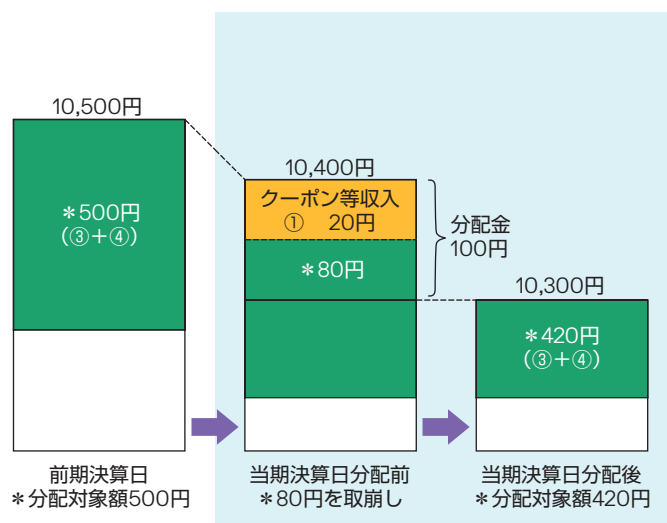 10,500円
＊500円
（③＋④）
前期決算日
＊分配対象額500円
10,400円
クーポン等収入
① 20円
＊80円
分配金
100円
当期決算日分配前
＊80円を取崩し
10,300円
＊420円
（③＋④）
当期決算日分配後
＊分配対象額420円